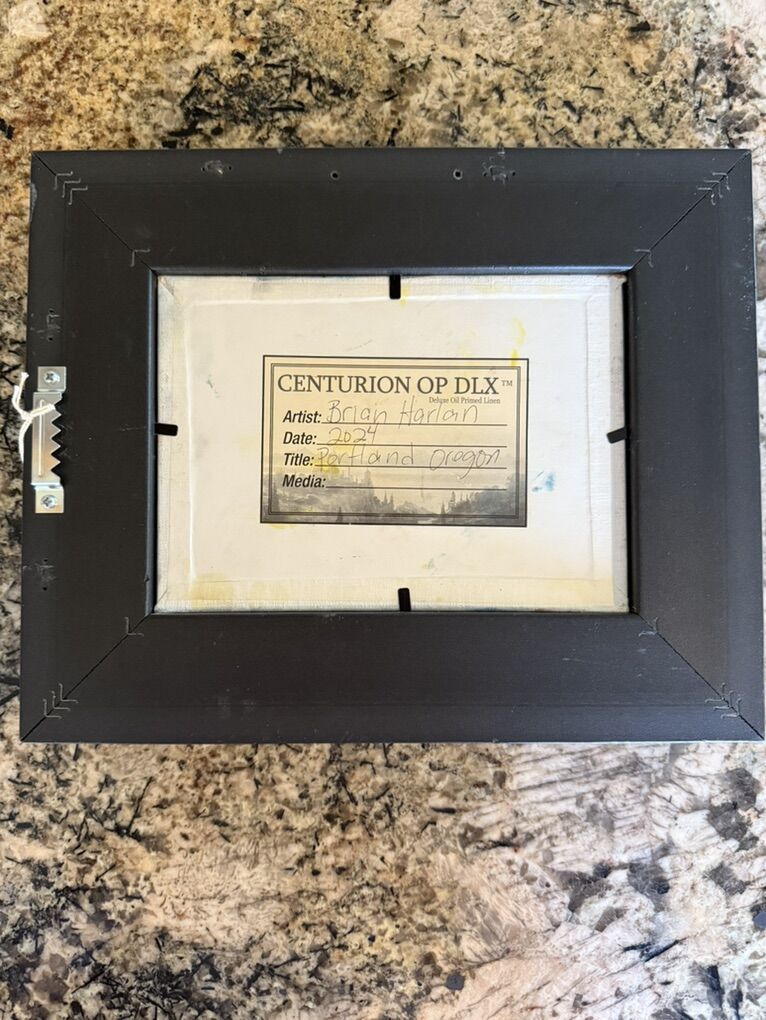 CENTURION OP DLX™
Deluxe Oil Primed Linen
Artist: Brian Harlan
Date: 2024
Title: Portland Oregon
Media: